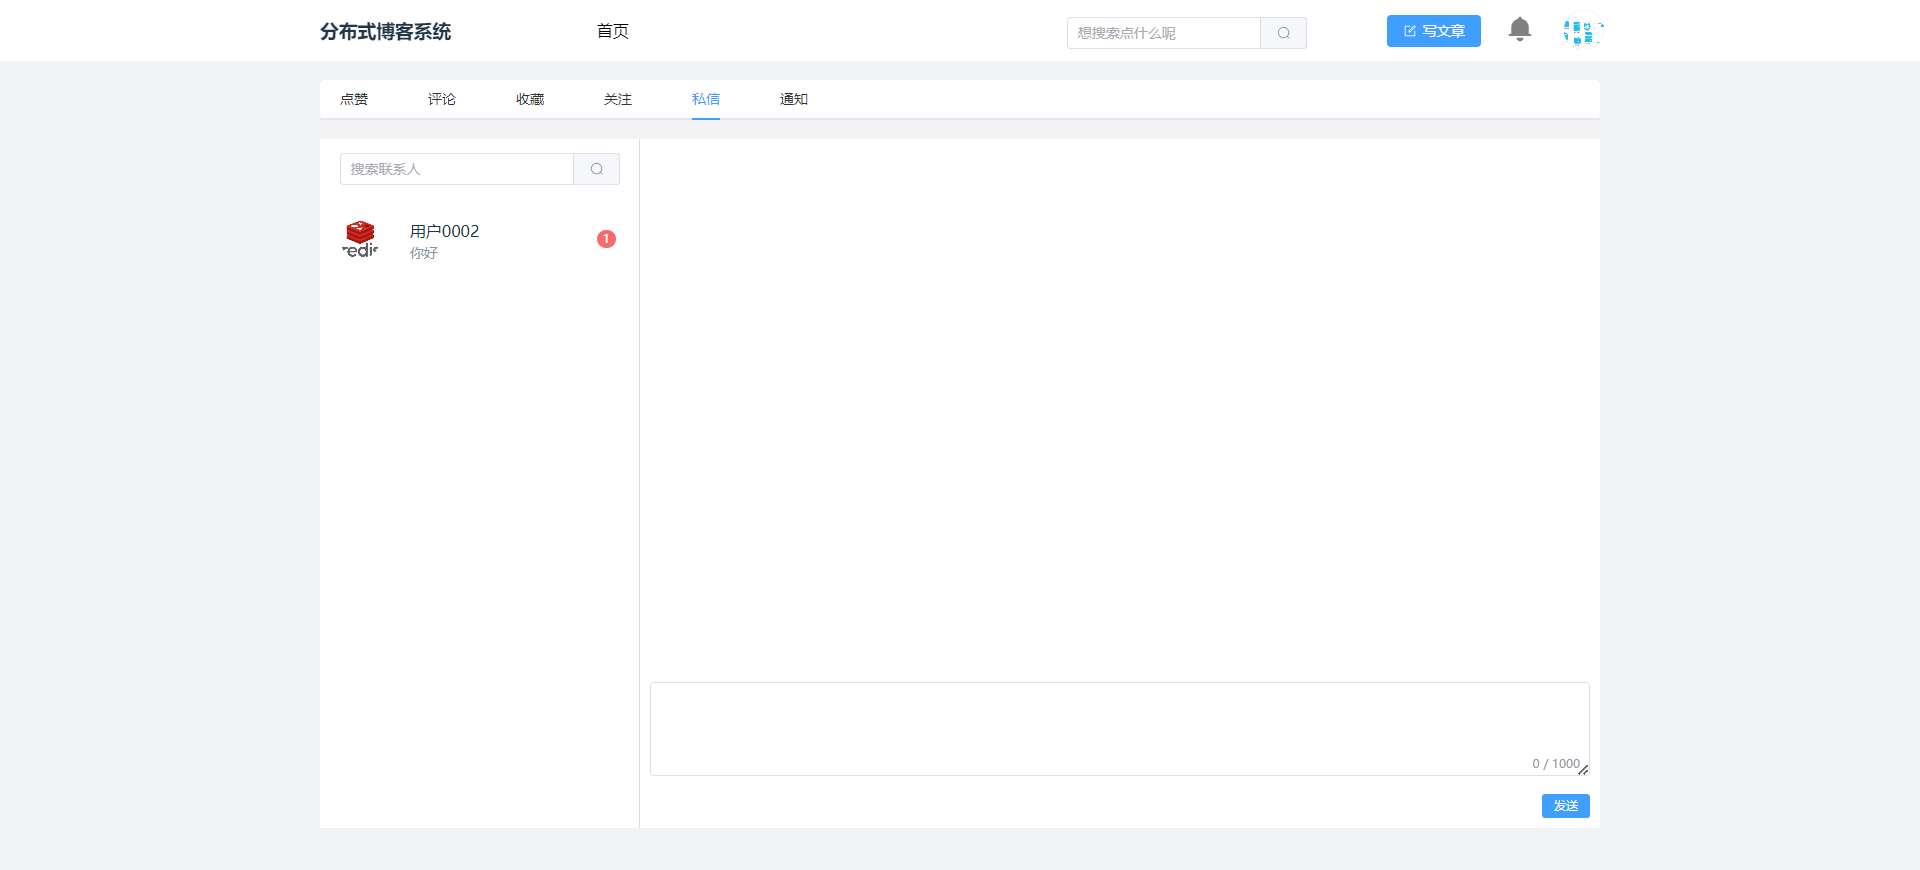 分布式博客系统
首页
想搜索点什么呢
写文章
点赞
评论
收藏
关注
私信
通知
搜索联系人
用户0002
1
你好
0 / 1000
发送